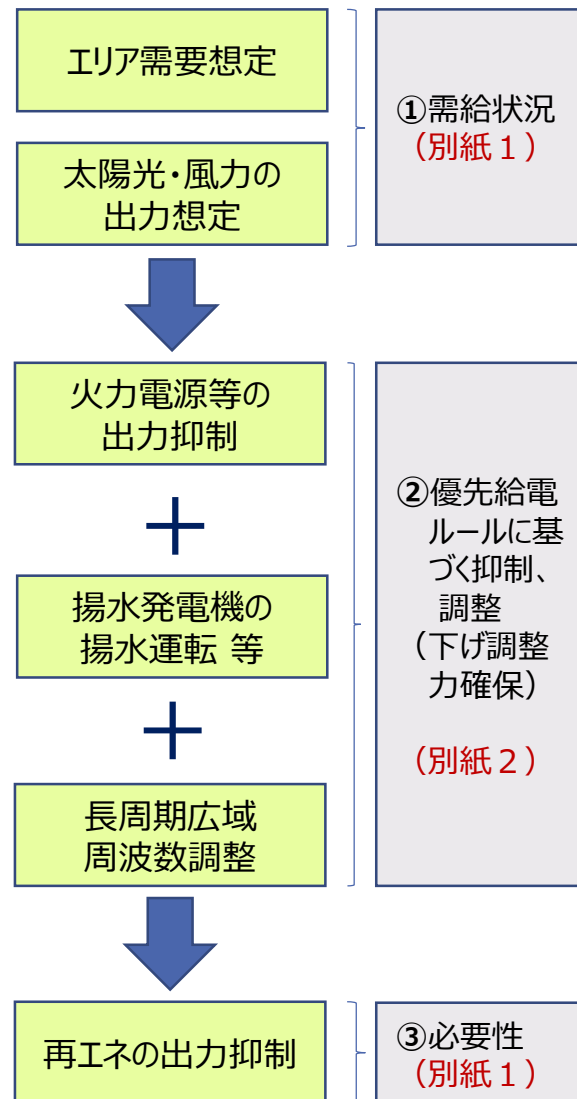 エリア需要想定
太陽光・風力の
出力想定
①需給状況
（別紙１）
火力電源等の
出力抑制
＋
揚水発電機の
揚水運転 等
＋
長周期広域
周波数調整
②優先給電
ルールに基
づく抑制、
調整
（下げ調整
力確保）
（別紙２）
再エネの出力抑制
③必要性
（別紙１）